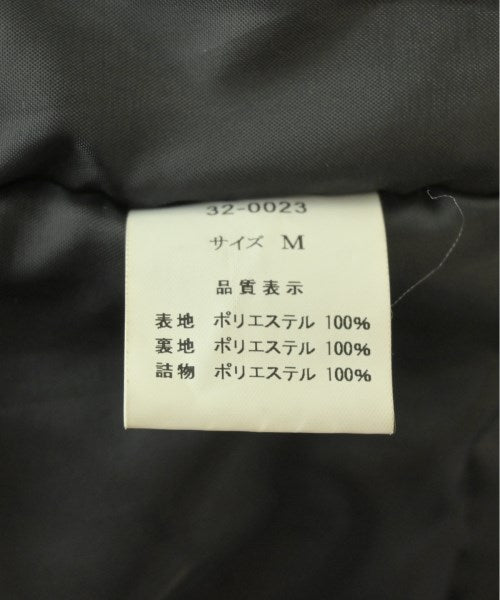 32-0023
サイズ M
品質表示
表地 ポリエステル 100%
裏地 ポリエステル 100%
詰物 ポリエステル 100%